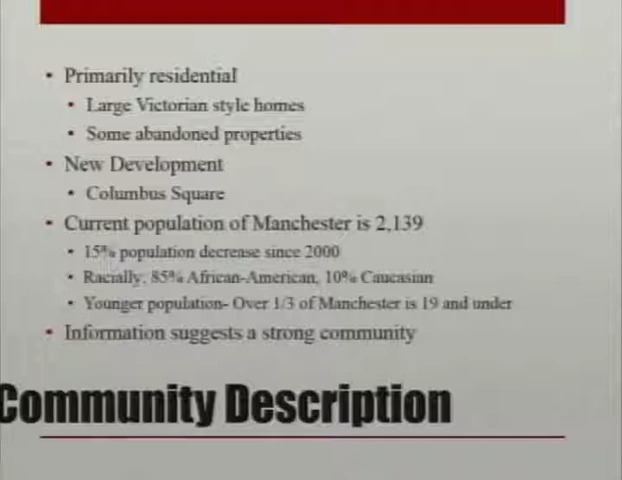 • Primarily residential
• Large Victorian style homes
• Some abandoned properties
• New Development
• Columbus Square
• Current population of Manchester is 2,139
• 15% population decrease since 2000
• Racially: 85% African-American, 10% Caucasian
• Younger population- Over 1/3 of Manchester is 19 and under
• Information suggests a strong community
Community Description